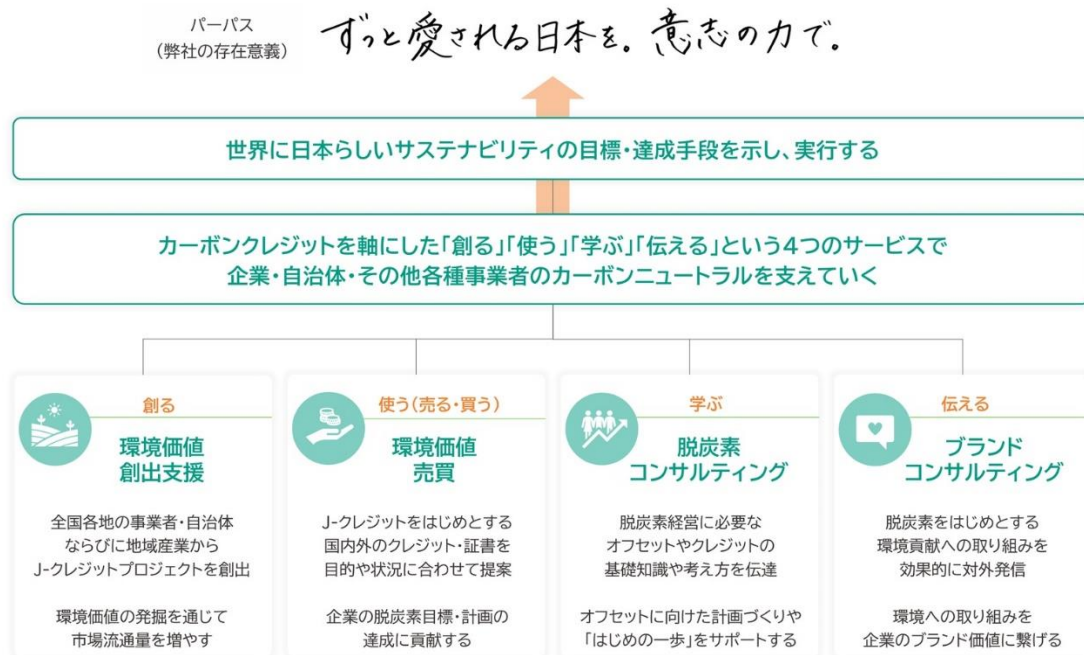 パーパス
(弊社の存在意義)
ずっと愛される日本を。意志の力で。
世界に日本らしいサステナビリティの目標・達成手段を示し、実行する
カーボンクレジットを軸にした「創る」「使う」「学ぶ」「伝える」という4つのサービスで
企業・自治体・その他各種事業者のカーボンニュートラルを支えていく
創る
環境価値
創出支援
全国各地の事業者・自治体
ならびに地域産業から
J-クレジットプロジェクトを創出
環境価値の発掘を通じて
市場流通量を増やす
使う(売る・買う)
環境価値
売買
J-クレジットをはじめとする
国内外のクレジット・証書を
目的や状況に合わせて提案
企業の脱炭素目標・計画の
達成に貢献する
学ぶ
脱炭素
コンサルティング
脱炭素経営に必要な
オフセットやクレジットの
基礎知識や考え方を伝達
オフセットに向けた計画づくりや
「はじめの一歩」をサポートする
伝える
ブランド
コンサルティング
脱炭素をはじめとする
環境貢献への取り組みを
効果的に対外発信
環境への取り組みを
企業のブランド価値に繋げる